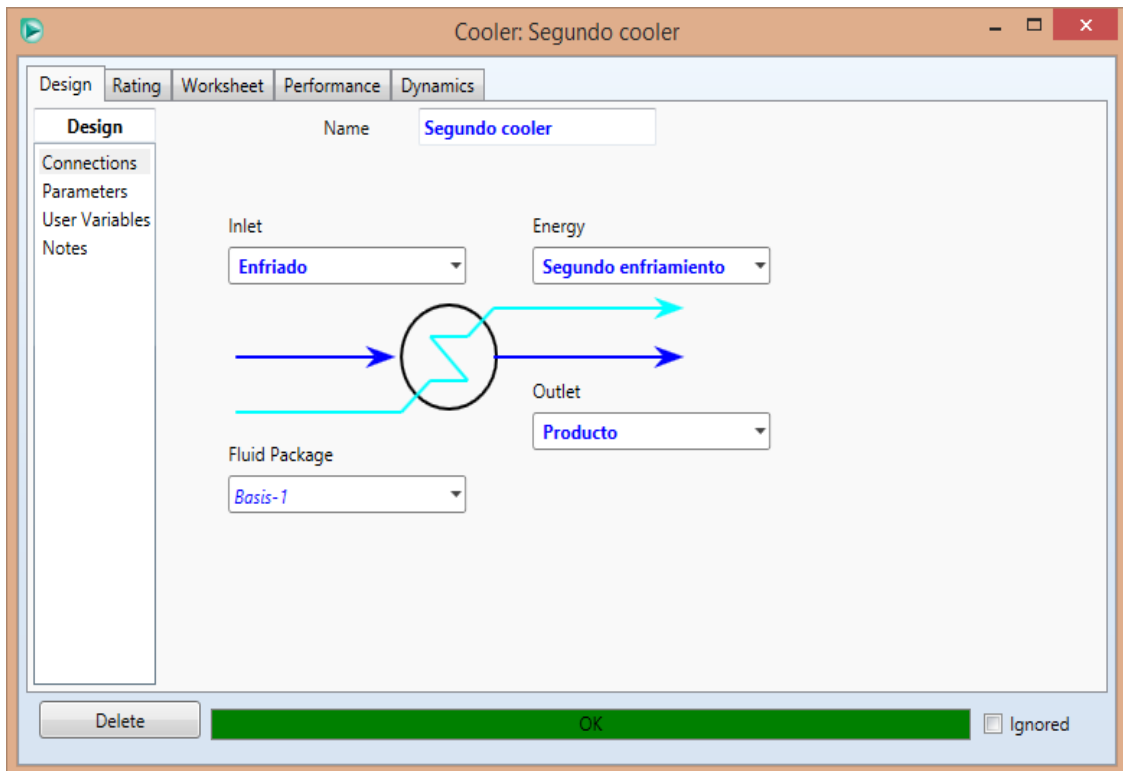 Cooler: Segundo cooler
Design Rating Worksheet Performance Dynamics
Design
Connections
Parameters
User Variables
Notes
Name Segundo cooler
Inlet
Enfriado
Energy
Segundo enfriamiento
Outlet
Producto
Fluid Package
Basis-1
Delete OK Ignored